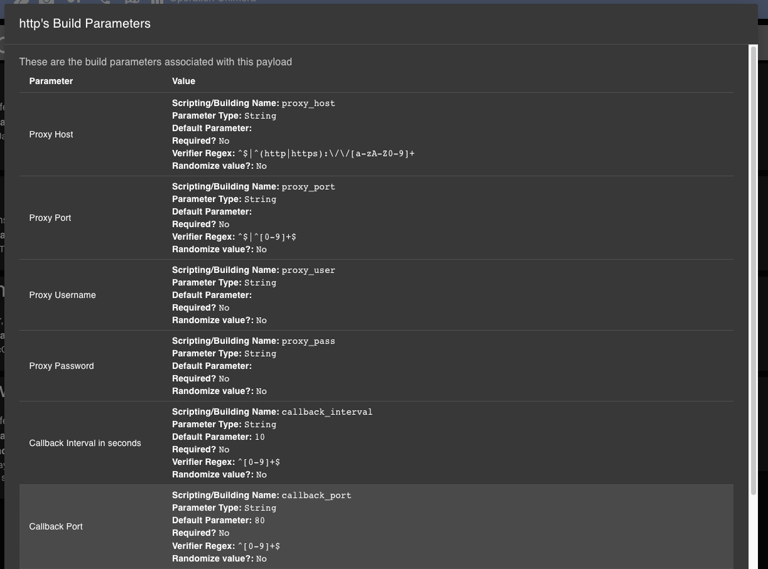 http's Build Parameters
These are the build parameters associated with this payload
Parameter Value
Proxy Host
Scripting/Building Name: proxy_host
Parameter Type: String
Default Parameter:
Required? No
Verifier Regex: ^$|^(http|https):\/\/[a-zA-Z0-9]+
Randomize value?: No
Proxy Port
Scripting/Building Name: proxy_port
Parameter Type: String
Default Parameter:
Required? No
Verifier Regex: ^$|^[0-9]+$
Randomize value?: No
Proxy Username
Scripting/Building Name: proxy_user
Parameter Type: String
Default Parameter:
Required? No
Randomize value?: No
Proxy Password
Scripting/Building Name: proxy_pass
Parameter Type: String
Default Parameter:
Required? No
Randomize value?: No
Callback Interval in seconds
Scripting/Building Name: callback_interval
Parameter Type: String
Default Parameter: 10
Required? No
Verifier Regex: ^[0-9]+$
Randomize value?: No
Callback Port
Scripting/Building Name: callback_port
Parameter Type: String
Default Parameter: 80
Required? No
Verifier Regex: ^[0-9]+$
Randomize value?: No